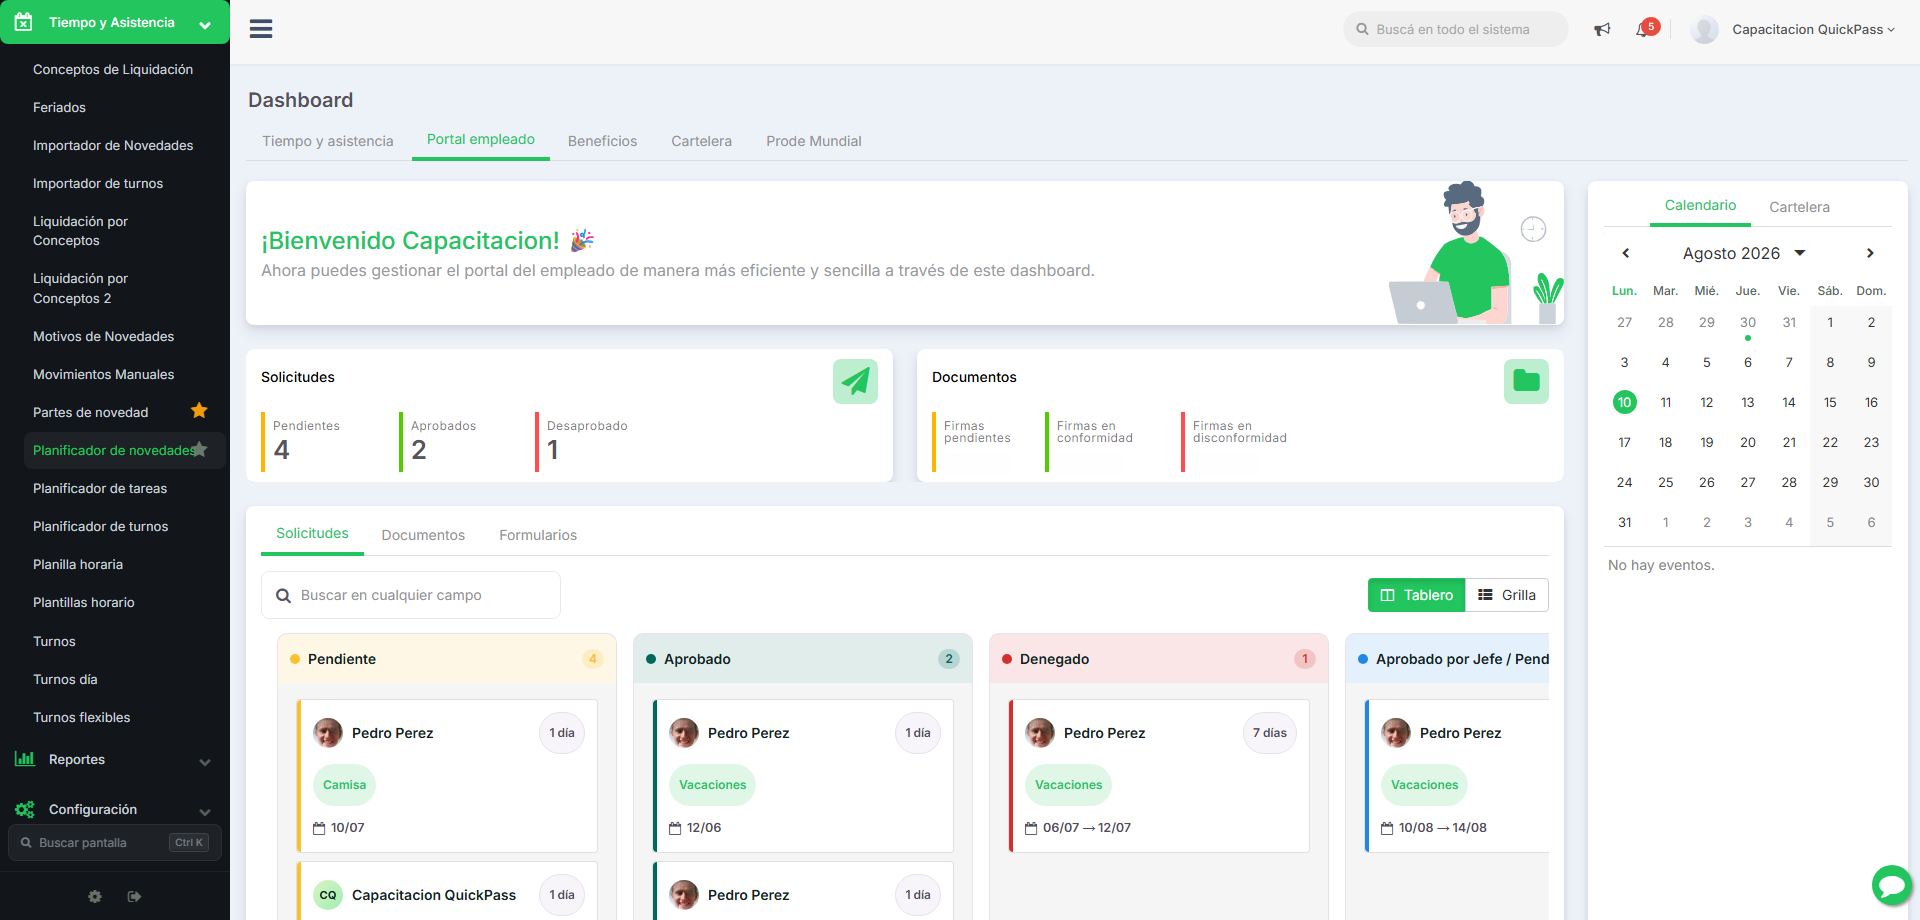 Tiempo y Asistencia
Conceptos de Liquidación
Feriados
Importador de Novedades
Importador de turnos
Liquidación por
Conceptos
Liquidación por
Conceptos 2
Motivos de Novedades
Movimientos Manuales
Partes de novedad
Planificador de novedades
Planificador de tareas
Planificador de turnos
Planilla horaria
Plantillas horario
Turnos
Turnos día
Turnos flexibles
Reportes
Configuración
Buscar pantalla Ctrl K
Buscá en todo el sistema
5
Capacitacion QuickPass
Dashboard
Tiempo y asistencia Portal empleado Beneficios Cartelera Prode Mundial
¡Bienvenido Capacitacion! 🎉
Ahora puedes gestionar el portal del empleado de manera más eficiente y sencilla a través de este dashboard.
Solicitudes
Pendientes Aprobados Desaprobado
4 2 1
Documentos
Firmas pendientes
Firmas en conformidad
Firmas en disconformidad
Solicitudes Documentos Formularios
Buscar en cualquier campo
Tablero Grilla
Pendiente 4
Pedro Perez 1 día
Camisa
10/07
CQ Capacitacion QuickPass 1 día
Aprobado 2
Pedro Perez 1 día
Vacaciones
12/06
Pedro Perez 1 día
Denegado 1
Pedro Perez 7 días
Vacaciones
06/07 → 12/07
Aprobado por Jefe / Pend
Pedro Perez
Vacaciones
10/08 → 14/08
Calendario Cartelera
Agosto 2026
Lun. Mar. Mié. Jue. Vie. Sáb. Dom.
27 28 29 30 31 1 2
3 4 5 6 7 8 9
10 11 12 13 14 15 16
17 18 19 20 21 22 23
24 25 26 27 28 29 30
31 1 2 3 4 5 6
No hay eventos.